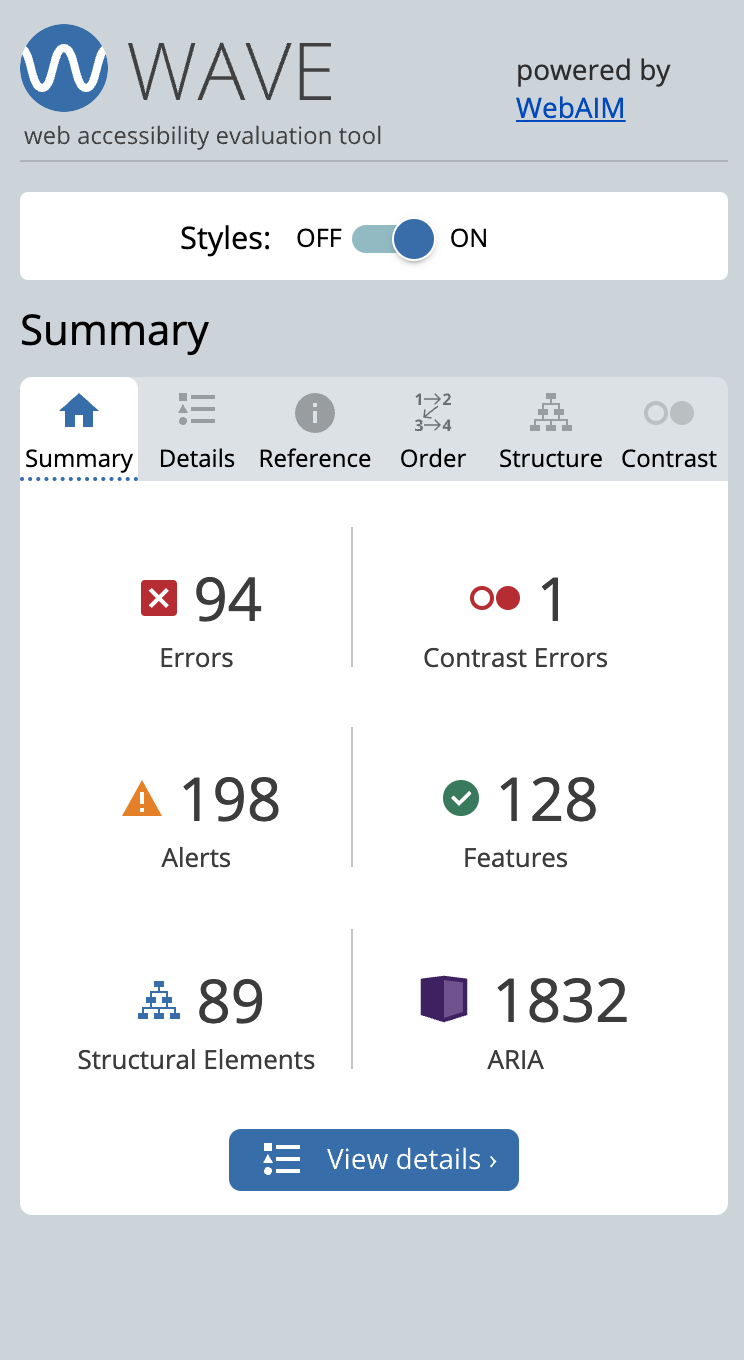 WAVE
powered by
WebAIM
web accessibility evaluation tool
Styles: OFF ON
Summary
1 2
3 4
Summary Details Reference Order Structure Contrast
94 1
Errors Contrast Errors
198 128
Alerts Features
89 1832
Structural Elements ARIA
View details ›